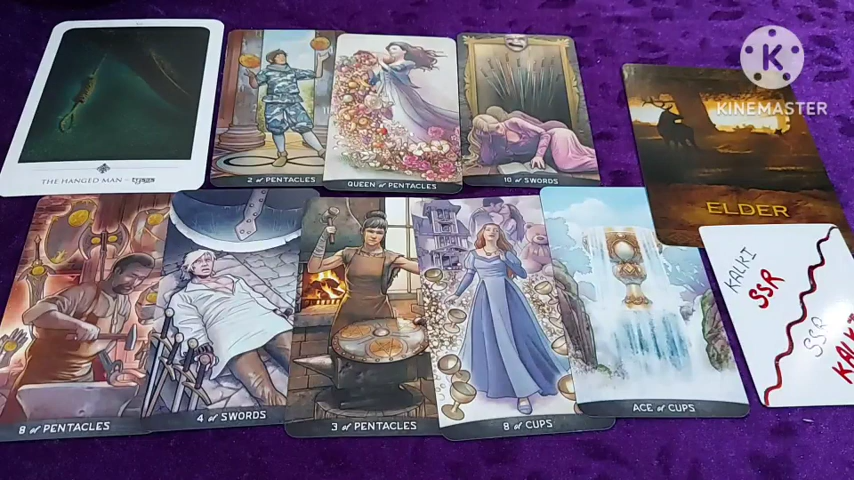 K
KINEMASTER
THE HANGED MAN
2 of PENTACLES
QUEEN of PENTACLES
10 of SWORDS
ELDER
8 of PENTACLES
4 of SWORDS
3 of PENTACLES
8 of CUPS
ACE of CUPS
KALKI
SSR
SSR
KALKI